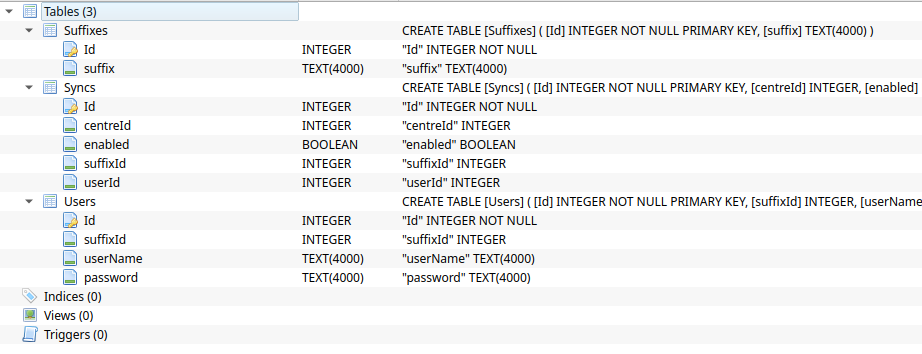 Tables (3)
Suffixes CREATE TABLE [Suffixes] ( [Id] INTEGER NOT NULL PRIMARY KEY, [suffix] TEXT(4000) )
Id INTEGER "Id" INTEGER NOT NULL
suffix TEXT(4000) "suffix" TEXT(4000)
Syncs CREATE TABLE [Syncs] ( [Id] INTEGER NOT NULL PRIMARY KEY, [centreId] INTEGER, [enabled]
Id INTEGER "Id" INTEGER NOT NULL
centreId INTEGER "centreId" INTEGER
enabled BOOLEAN "enabled" BOOLEAN
suffixId INTEGER "suffixId" INTEGER
userId INTEGER "userId" INTEGER
Users CREATE TABLE [Users] ( [Id] INTEGER NOT NULL PRIMARY KEY, [suffixId] INTEGER, [userName
Id INTEGER "Id" INTEGER NOT NULL
suffixId INTEGER "suffixId" INTEGER
userName TEXT(4000) "userName" TEXT(4000)
password TEXT(4000) "password" TEXT(4000)
Indices (0)
Views (0)
Triggers (0)